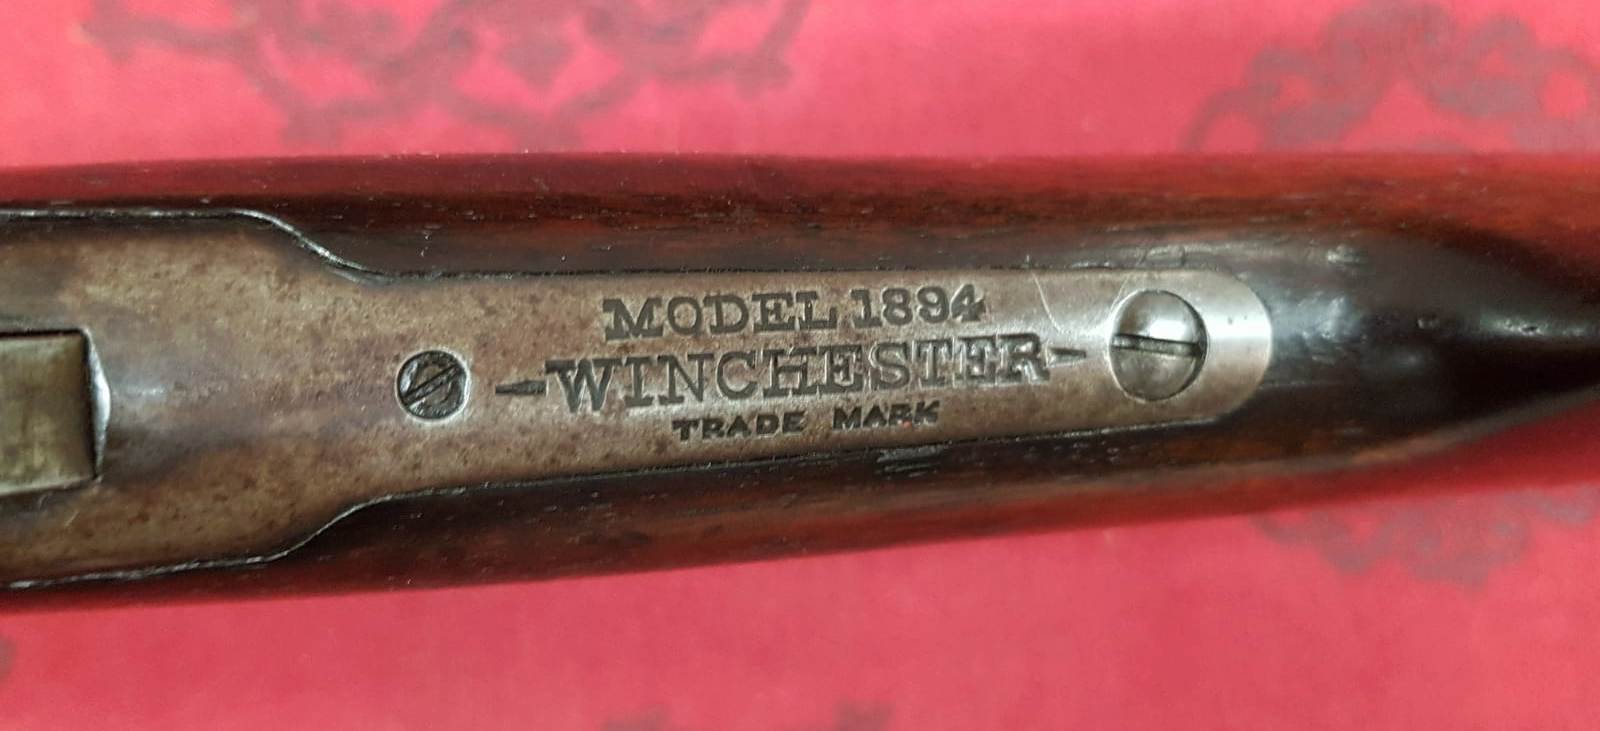 MODEL 1894
-WINCHESTER-
TRADE MARK